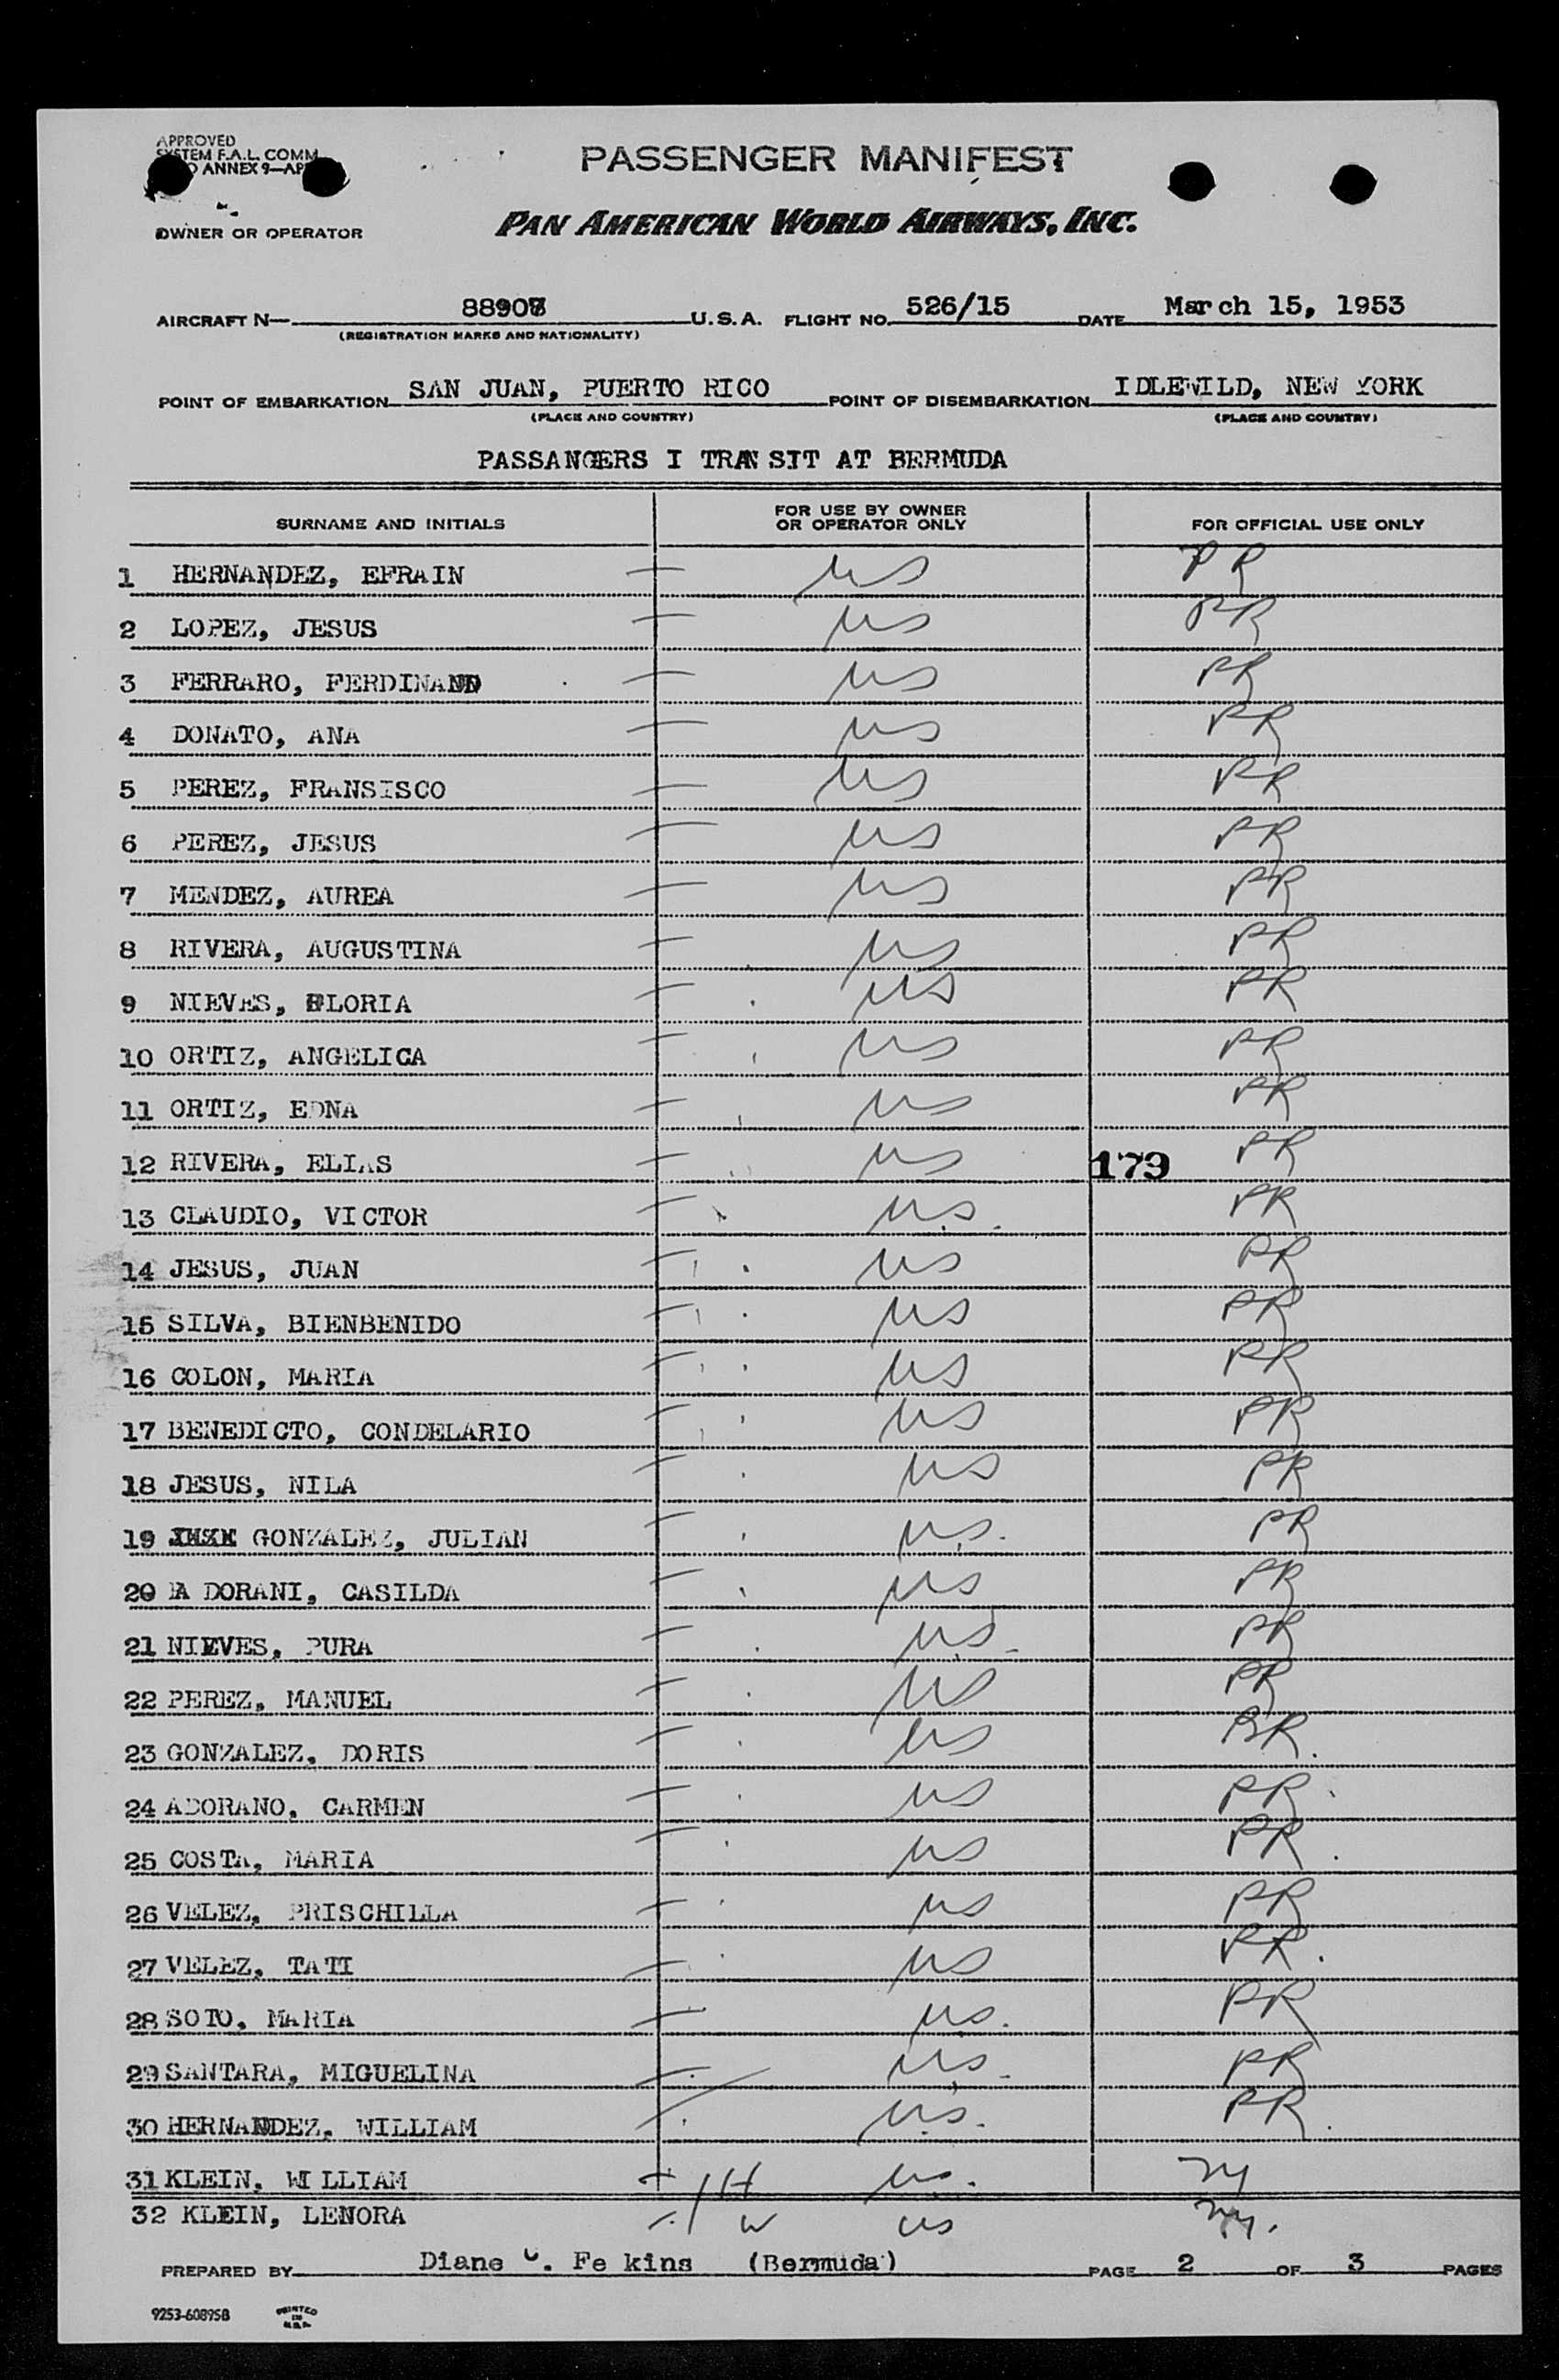 APPROVED
SYSTEM F.A.L. COMM
ANNEX 9—AP
PASSENGER MANIFEST
OWNER OR OPERATOR
PAN AMERICAN WORLD AIRWAYS, INC.
AIRCRAFT N— 88907 U.S.A. FLIGHT NO. 526/15 DATE March 15, 1953
(REGISTRATION MARKS AND NATIONALITY)
POINT OF EMBARKATION SAN JUAN, PUERTO RICO POINT OF DISEMBARKATION IDLEWILD, NEW YORK
(PLACE AND COUNTRY) (PLACE AND COUNTRY)
PASSANGERS I TRANSIT AT BERMUDA
SURNAME AND INITIALS FOR USE BY OWNER OR OPERATOR ONLY FOR OFFICIAL USE ONLY
1 HERNANDEZ, EFRAIN US PR
2 LOPEZ, JESUS US PR
3 FERRARO, FERDINAND US PR
4 DONATO, ANA US PR
5 PEREZ, FRANSISCO US PR
6 PEREZ, JESUS US PR
7 MENDEZ, AUREA US PR
8 RIVERA, AUGUSTINA US PR
9 NIEVES, FLORIA US PR
10 ORTIZ, ANGELICA US PR
11 ORTIZ, EDNA US PR
12 RIVERA, ELIAS US 179 PR
13 CLAUDIO, VICTOR U.S. PR
14 JESUS, JUAN US PR
15 SILVA, BIENBENIDO US PR
16 COLON, MARIA US PR
17 BENEDICTO, CONDELARIO US PR
18 JESUS, NILA US PR
19 GONZALEZ, JULIAN U.S. PR
20 A DORANI, CASILDA US PR
21 NIEVES, PURA U.S. PR
22 PEREZ, MANUEL US PR
23 GONZALEZ, DORIS US PR.
24 ADORANO, CARMEN US PR
25 COSTA, MARIA US PR.
26 VELEZ, PRISCHILLA US PR
27 VELEZ, TATI US PR.
28 SOTO, MARIA US. PR
29 SANTARA, MIGUELINA U.S. PR
30 HERNANDEZ, WILLIAM U.S. PR.
31 KLEIN, WILLIAM H U.S. NY
32 KLEIN, LENORA W US NY.
PREPARED BY Diane Fe kins (Bermuda) PAGE 2 OF 3 PAGES
9253-60895B PRINTED IN U.S.A.